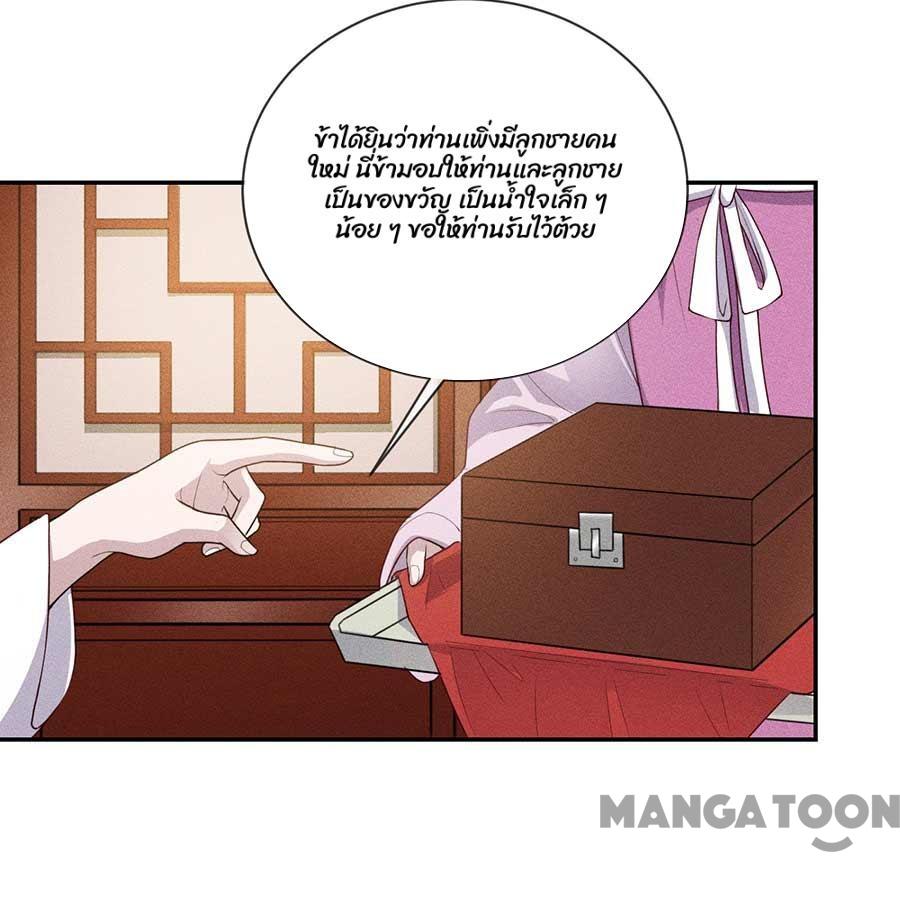 ข้าได้ยินว่าท่านเพิ่งมีลูกชายคน
ใหม่ นี่ข้ามอบให้ท่านและลูกชาย
เป็นของขวัญ เป็นน้ำใจเล็ก ๆ
น้อย ๆ ขอให้ท่านรับไว้ด้วย
MANGATOON